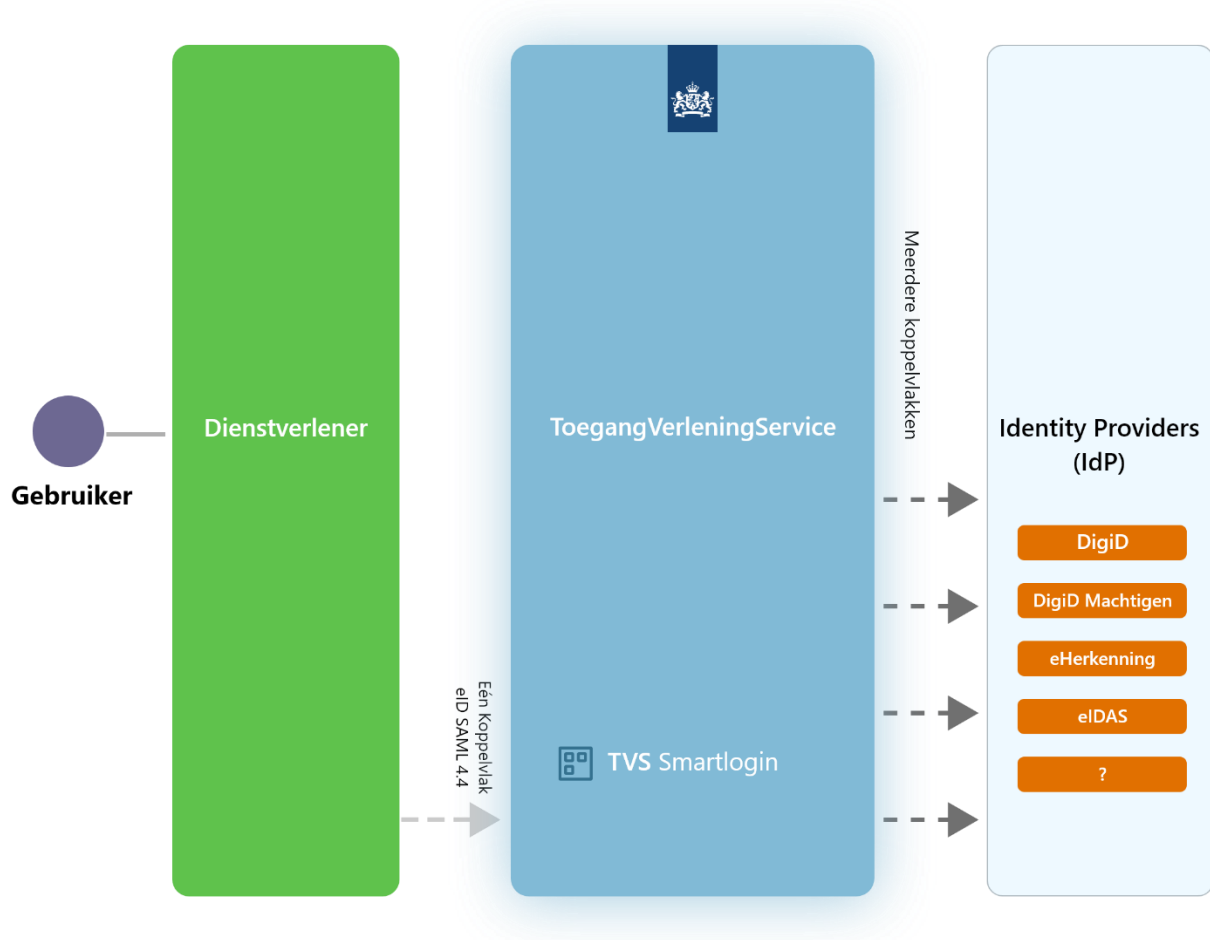 Gebruiker
Dienstverlener
Eén Koppelvlak
eID SAML 4.4
ToegangVerleningService
TVS Smartlogin
Meerdere koppelvlakken
Identity Providers
(IdP)
DigiD
DigiD Machtigen
eHerkenning
eIDAS
?